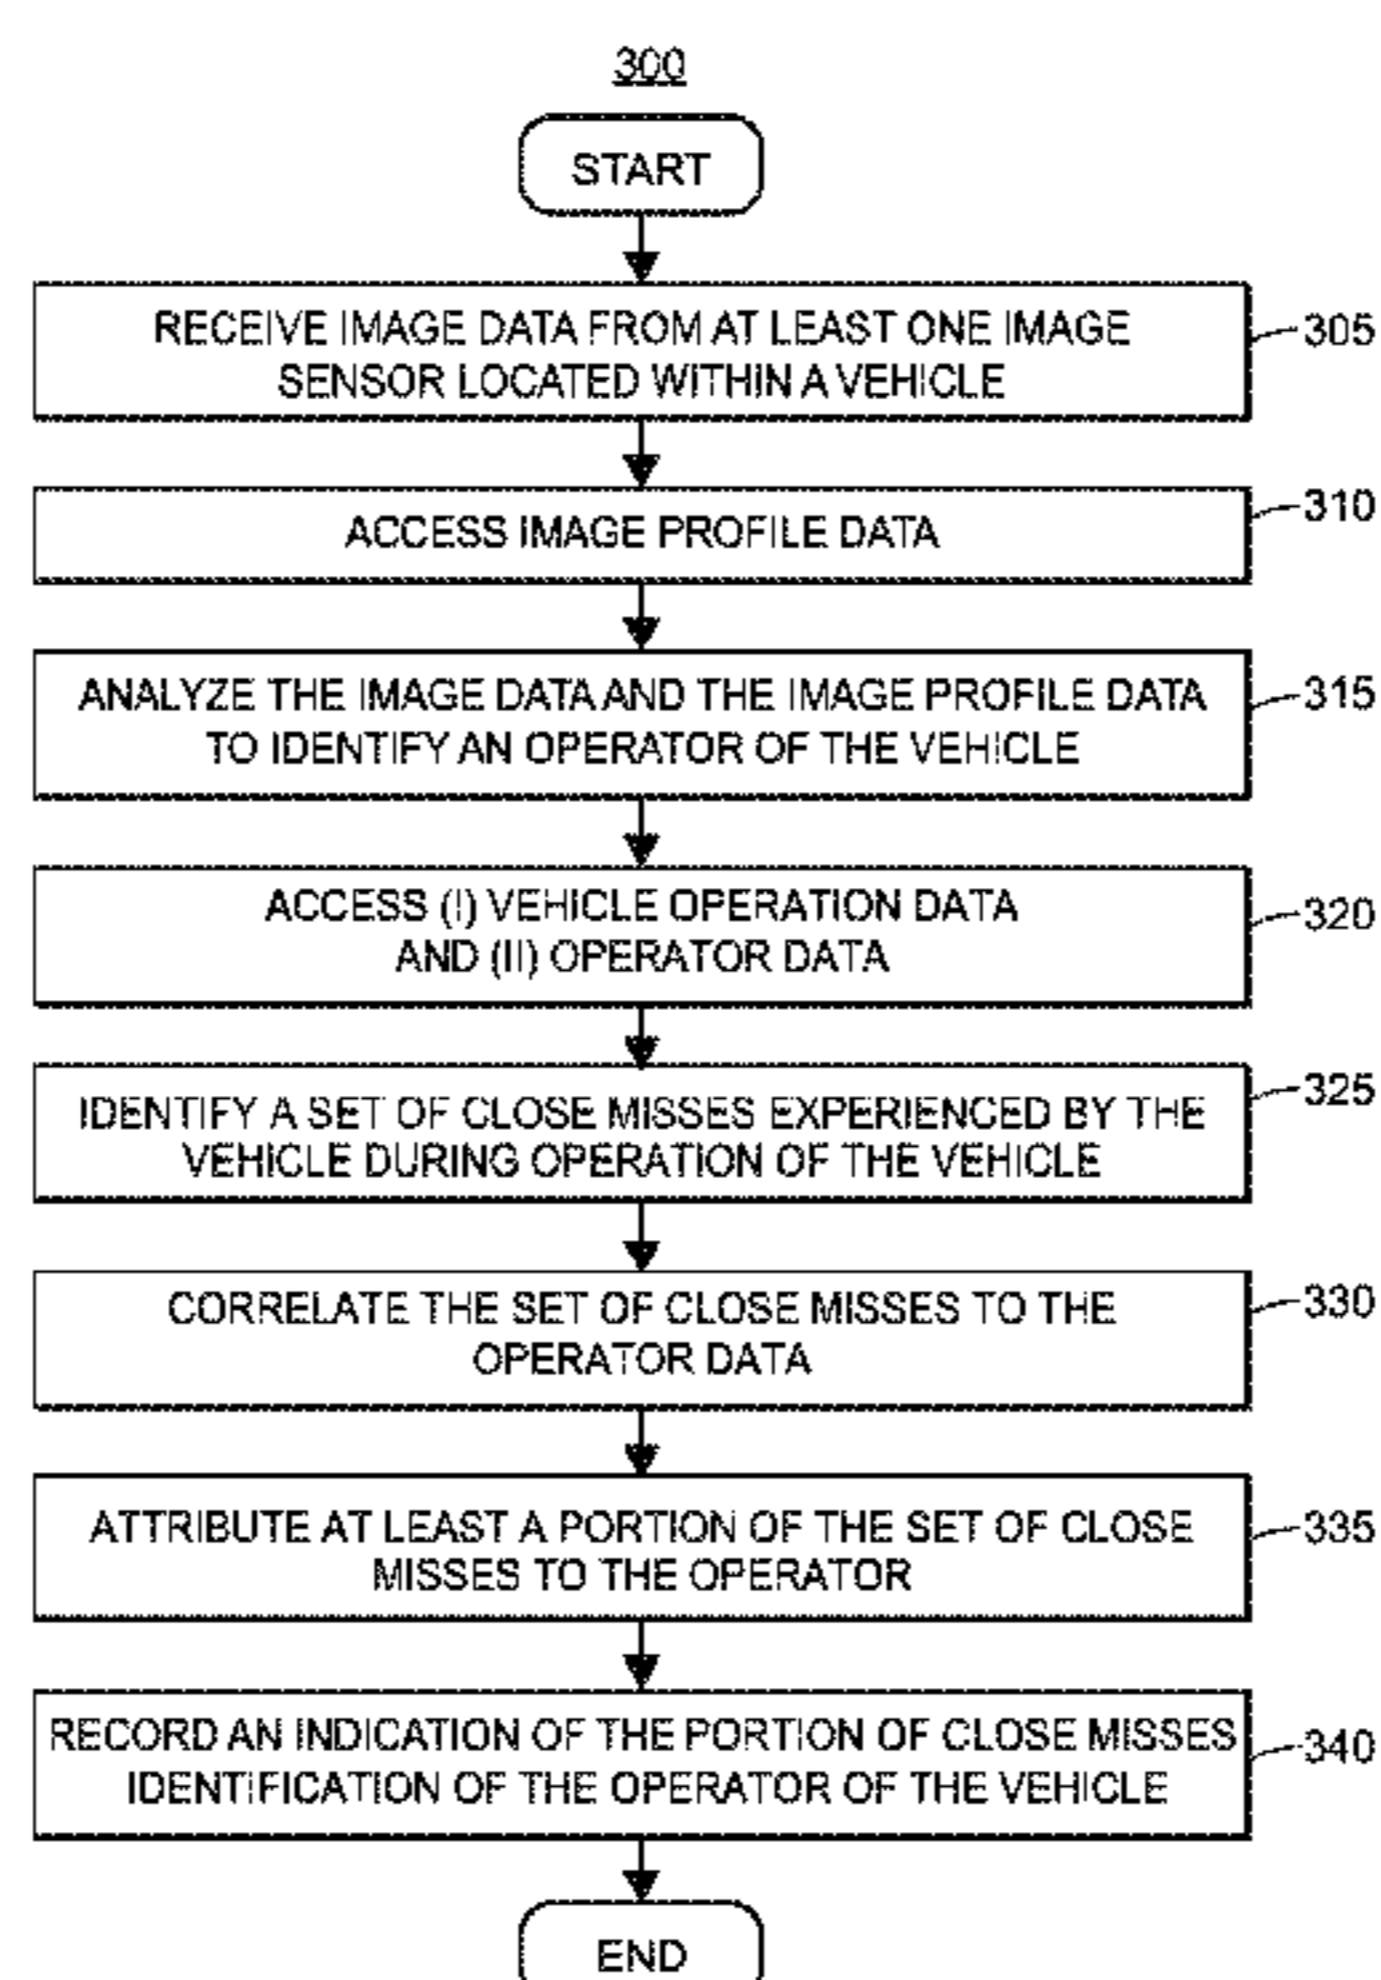 300
START
RECEIVE IMAGE DATA FROM AT LEAST ONE IMAGE
SENSOR LOCATED WITHIN A VEHICLE
305
ACCESS IMAGE PROFILE DATA
310
ANALYZE THE IMAGE DATA AND THE IMAGE PROFILE DATA
TO IDENTIFY AN OPERATOR OF THE VEHICLE
315
ACCESS (I) VEHICLE OPERATION DATA
AND (II) OPERATOR DATA
320
IDENTIFY A SET OF CLOSE MISSES EXPERIENCED BY THE
VEHICLE DURING OPERATION OF THE VEHICLE
325
CORRELATE THE SET OF CLOSE MISSES TO THE
OPERATOR DATA
330
ATTRIBUTE AT LEAST A PORTION OF THE SET OF CLOSE
MISSES TO THE OPERATOR
335
RECORD AN INDICATION OF THE PORTION OF CLOSE MISSES
IDENTIFICATION OF THE OPERATOR OF THE VEHICLE
340
END